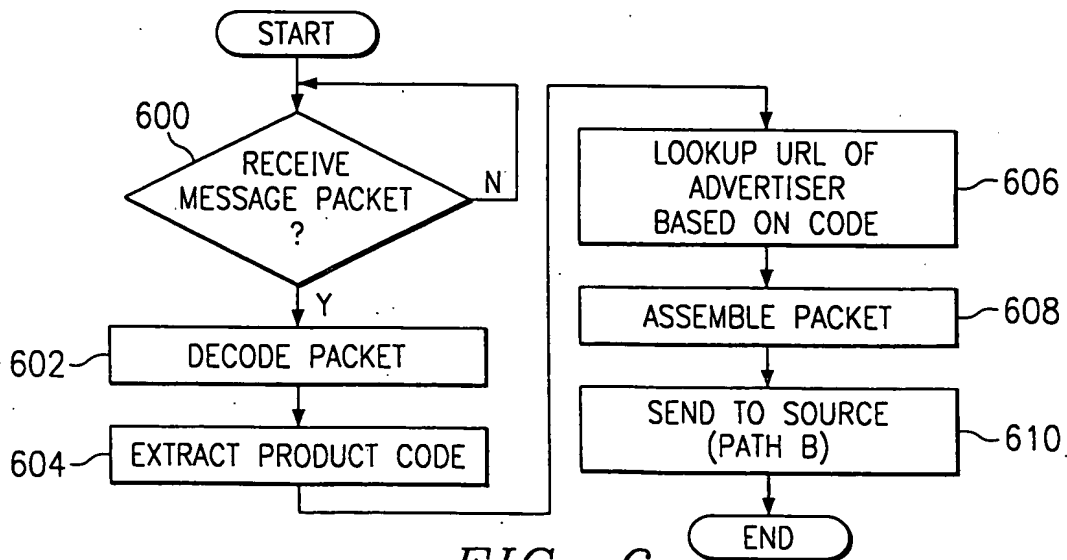 START
600
RECEIVE
MESSAGE PACKET
?
N
Y
602
DECODE PACKET
604
EXTRACT PRODUCT CODE
LOOKUP URL OF
ADVERTISER
BASED ON CODE
606
ASSEMBLE PACKET
608
SEND TO SOURCE
(PATH B)
610
END